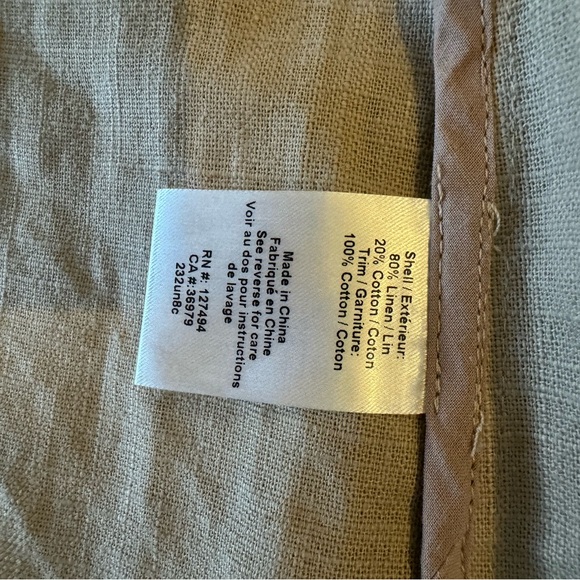 Shell / Extérieur:
80% Linen / Lin
20% Cotton / Coton
Trim / Garniture:
100% Cotton / Coton
Made in China
Fabriqué en Chine
See reverse for care
Voir au dos pour instructions
de lavage
RN #: 127494
CA #:36979
232un8c